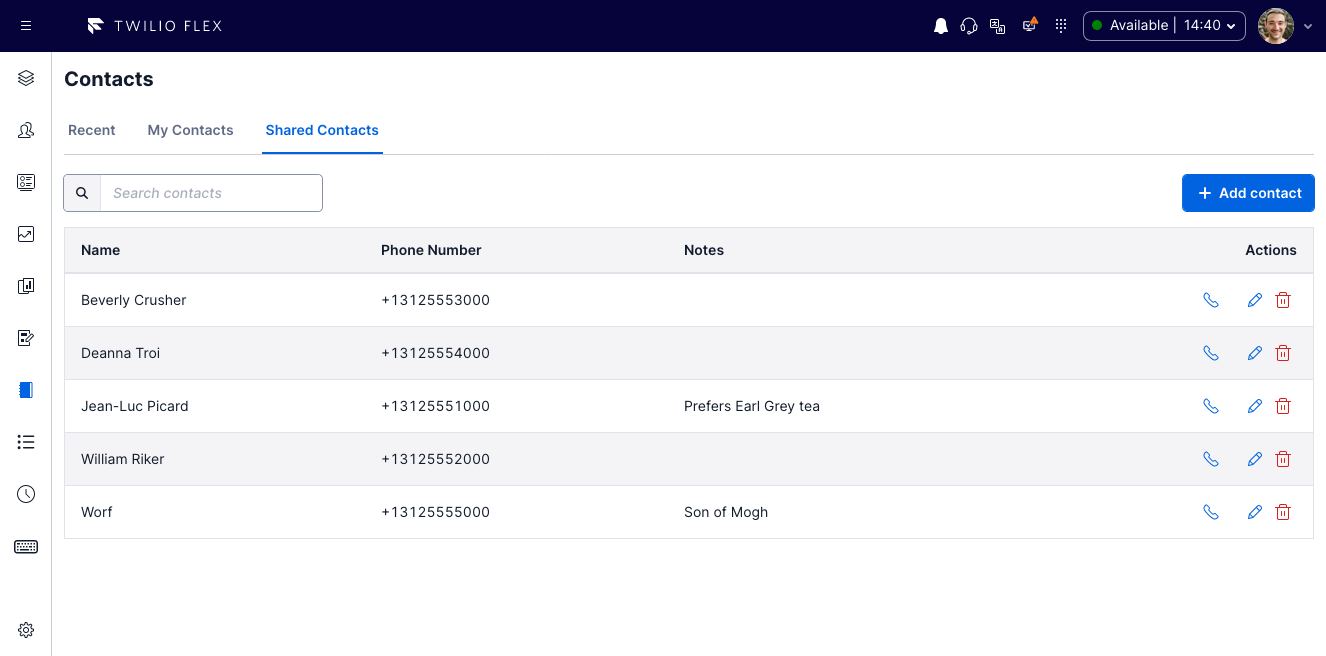 TWILIO FLEX
Available | 14:40
Contacts
Recent My Contacts Shared Contacts
Search contacts
Add contact
Name Phone Number Notes Actions
Beverly Crusher +13125553000
Deanna Troi +13125554000
Jean-Luc Picard +13125551000 Prefers Earl Grey tea
William Riker +13125552000
Worf +13125555000 Son of Mogh